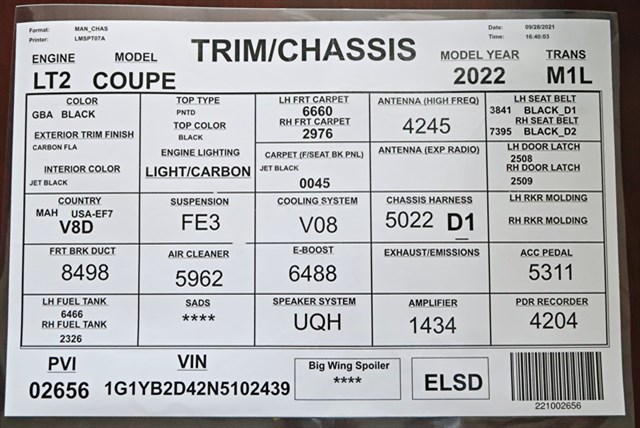 Format: MAN_CHAS
Printer: LMSPT07A
Date: 09/28/2021
Time: 16:40:03
TRIM/CHASSIS
ENGINE MODEL MODEL YEAR TRANS
LT2 COUPE 2022 M1L
COLOR
GBA BLACK
EXTERIOR TRIM FINISH
CARBON FLA
INTERIOR COLOR
JET BLACK
TOP TYPE
PNTD
TOP COLOR
BLACK
ENGINE LIGHTING
LIGHT/CARBON
LH FRT CARPET
6660
RH FRT CARPET
2976
CARPET (F/SEAT BK PNL)
JET BLACK
0045
ANTENNA (HIGH FREQ)
4245
ANTENNA (EXP RADIO)
LH SEAT BELT
3841 BLACK_D1
RH SEAT BELT
7395 BLACK_D2
LH DOOR LATCH
2508
RH DOOR LATCH
2509
COUNTRY
MAH USA-EF7
V8D
SUSPENSION
FE3
COOLING SYSTEM
V08
CHASSIS HARNESS
5022 D1
LH RKR MOLDING
RH RKR MOLDING
FRT BRK DUCT
8498
AIR CLEANER
5962
E-BOOST
6488
EXHAUST/EMISSIONS
ACC PEDAL
5311
LH FUEL TANK
6466
RH FUEL TANK
2326
SADS
****
SPEAKER SYSTEM
UQH
AMPLIFIER
1434
PDR RECORDER
4204
PVI
02656
VIN
1G1YB2D42N5102439
Big Wing Spoiler
****
ELSD
221002656